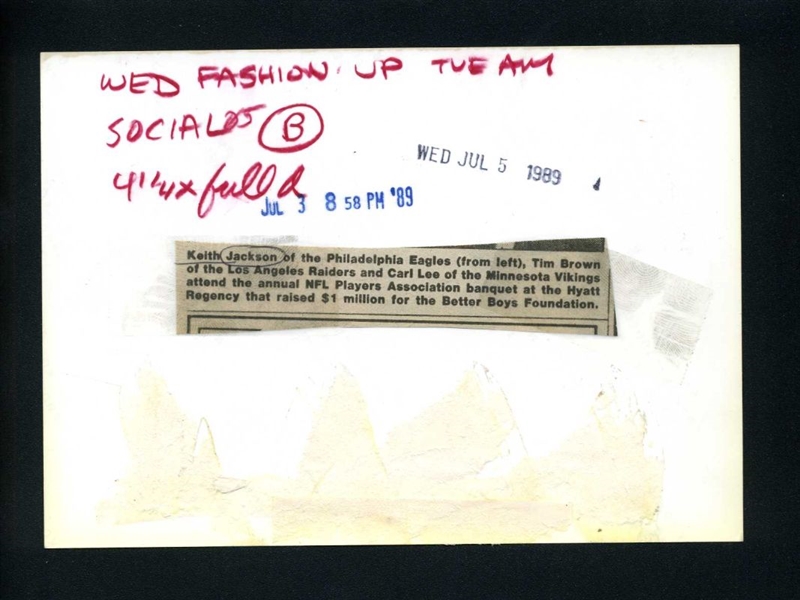 WED FASHION UP TUE AM
SOCIAL
B
WED JUL 5 1989
JUL 3 8 58 PM '89
Keith Jackson of the Philadelphia Eagles (from left), Tim Brown
of the Los Angeles Raiders and Carl Lee of the Minnesota Vikings
attend the annual NFL Players Association banquet at the Hyatt
Regency that raised $1 million for the Better Boys Foundation.